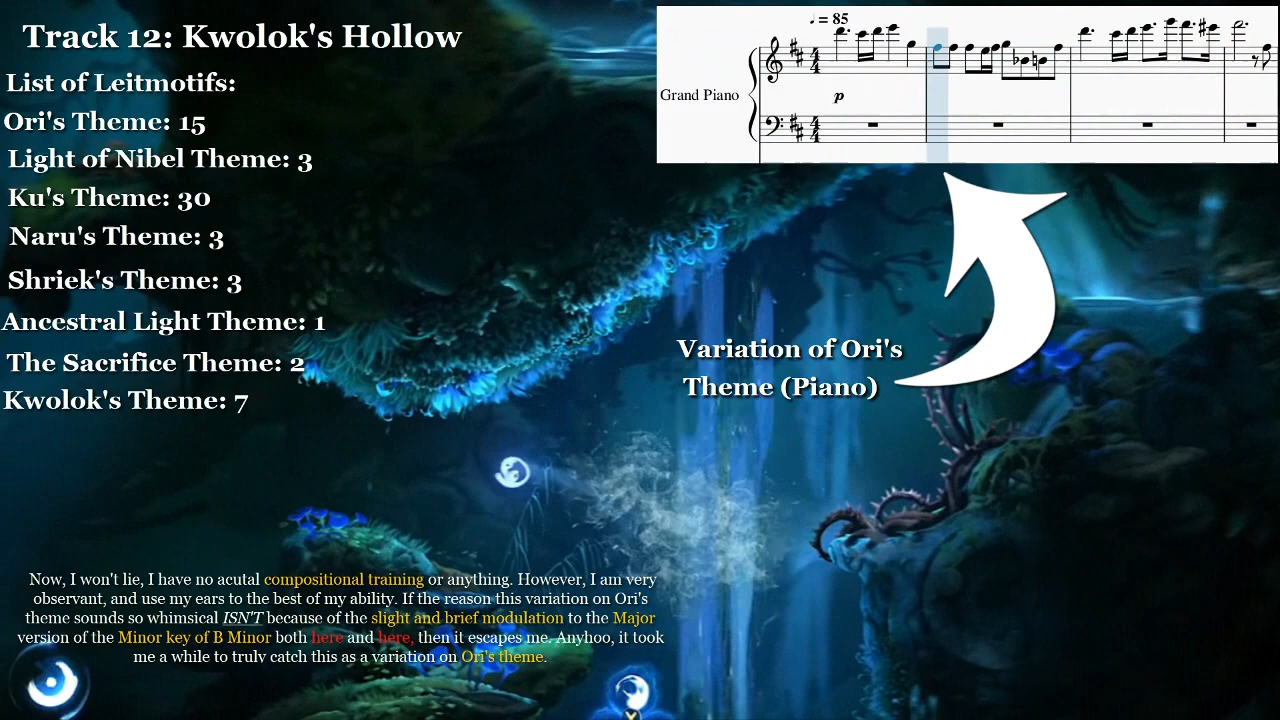 Track 12: Kwolok's Hollow
List of Leitmotifs:
Ori's Theme: 15
Light of Nibel Theme: 3
Ku's Theme: 30
Naru's Theme: 3
Shriek's Theme: 3
Ancestral Light Theme: 1
The Sacrifice Theme: 2
Kwolok's Theme: 7
♩ = 85
Grand Piano
p
Variation of Ori's
Theme (Piano)
Now, I won't lie, I have no acutal compositional training or anything. However, I am very
observant, and use my ears to the best of my ability. If the reason this variation on Ori's
theme sounds so whimsical ISN'T because of the slight and brief modulation to the Major
version of the Minor key of B Minor both here and here, then it escapes me. Anyhoo, it took
me a while to truly catch this as a variation on Ori's theme.
Y